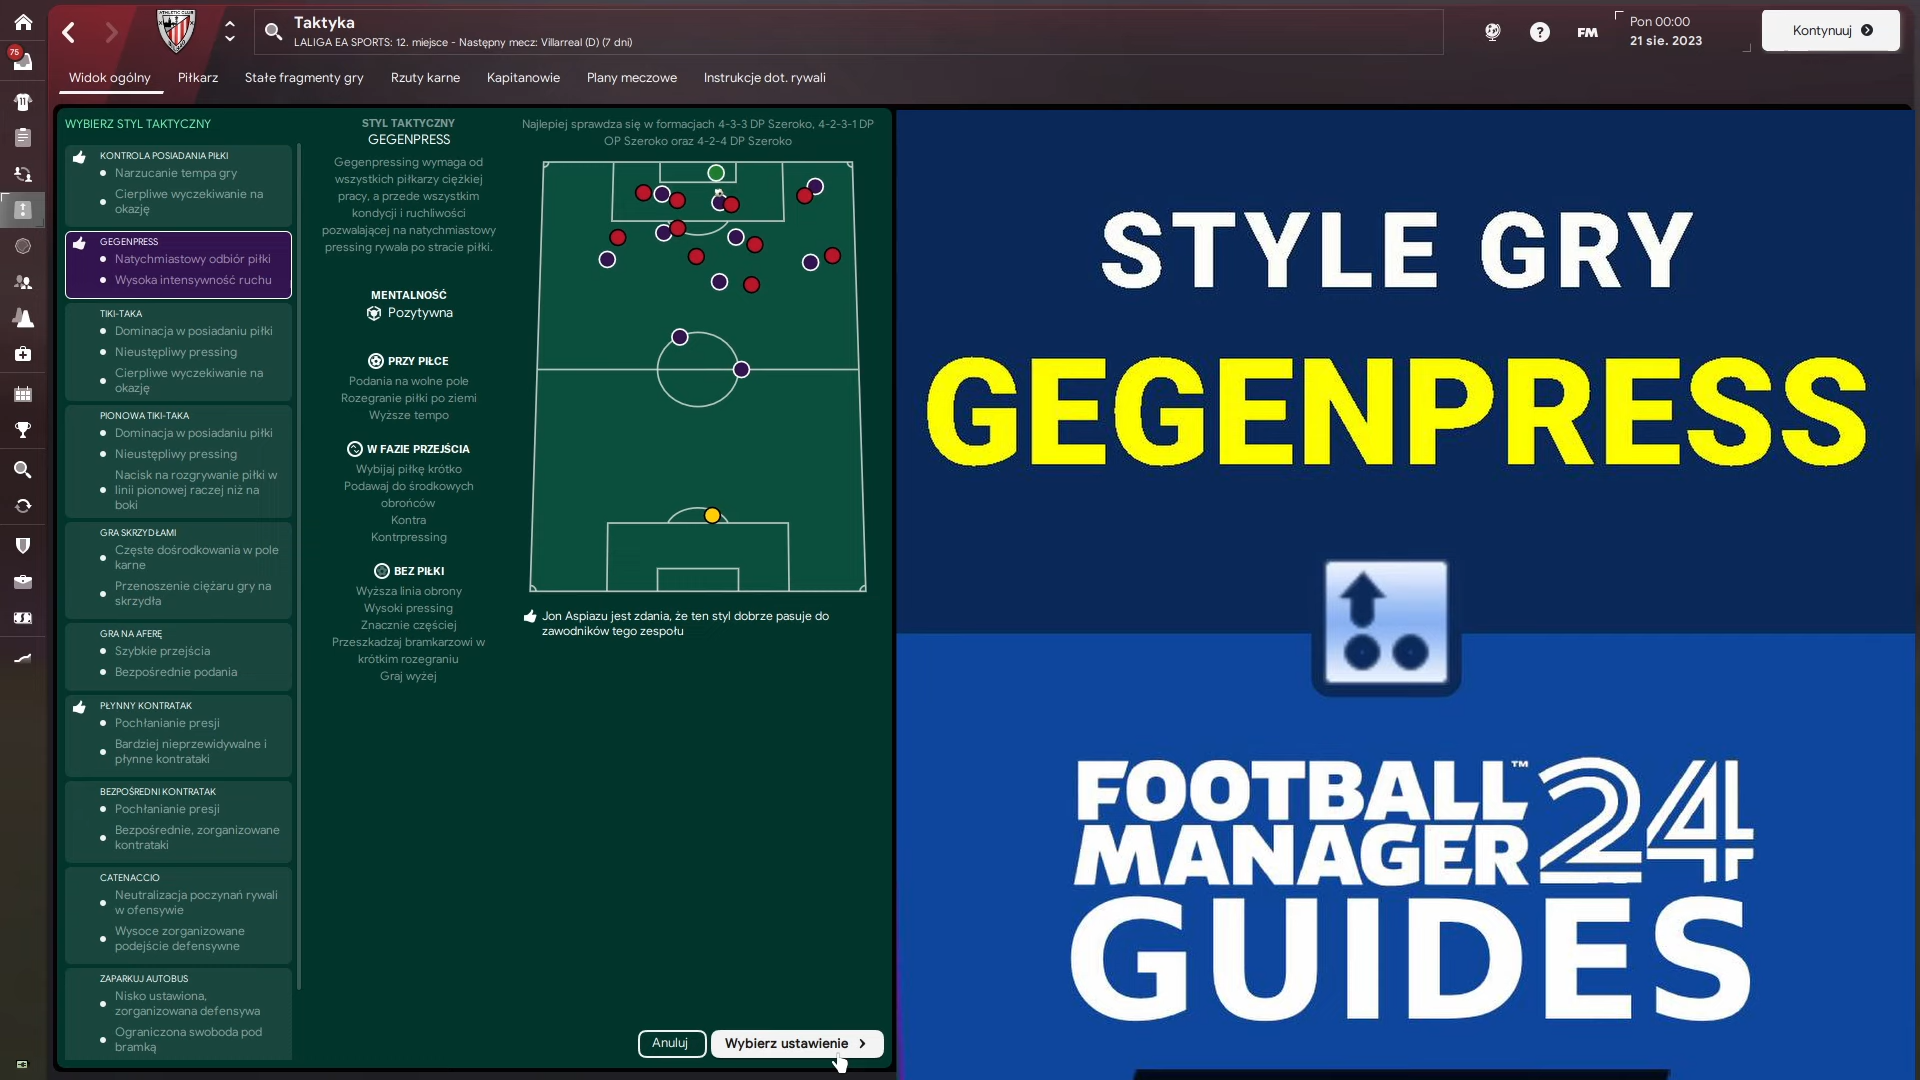 75
ATHLETIC CLUB
Taktyka
LALIGA EA SPORTS: 12. miejsce - Następny mecz: Villarreal (D) (7 dni)
FM
Pon 00:00
21 sie. 2023
Kontynuuj
Widok ogólny
Piłkarz
Stałe fragmenty gry
Rzuty karne
Kapitanowie
Plany meczowe
Instrukcje dot. rywali
WYBIERZ STYL TAKTYCZNY
KONTROLA POSIADANIA PIŁKI
Narzucanie tempa gry
Cierpliwe wyczekiwanie na
okazję
GEGENPRESS
Natychmiastowy odbiór piłki
Wysoka intensywność ruchu
TIKI-TAKA
Dominacja w posiadaniu piłki
Nieustępliwy pressing
Cierpliwe wyczekiwanie na
okazję
PIONOWA TIKI-TAKA
Dominacja w posiadaniu piłki
Nieustępliwy pressing
Nacisk na rozgrywanie piłki w
linii pionowej raczej niż na
boki
GRA SKRZYDŁAMI
Częste dośrodkowania w pole
karne
Przenoszenie ciężaru gry na
skrzydła
GRA NA AFERĘ
Szybkie przejścia
Bezpośrednie podania
PŁYNNY KONTRATAK
Pochłanianie presji
Bardziej nieprzewidywalne i
płynne kontrataki
BEZPOŚREDNI KONTRATAK
Pochłanianie presji
Bezpośrednie, zorganizowane
kontrataki
CATENACCIO
Neutralizacja poczynań rywali
w ofensywie
Wysoce zorganizowane
podejście defensywne
ZAPARKUJ AUTOBUS
Nisko ustawiona,
zorganizowana defensywa
Ograniczona swoboda pod
bramką
STYL TAKTYCZNY
GEGENPRESS
Gegenpressing wymaga od
wszystkich piłkarzy ciężkiej
pracy, a przede wszystkim
kondycji i ruchliwości
pozwalającej na natychmiastowy
pressing rywala po stracie piłki.
MENTALNOŚĆ
Pozytywna
PRZY PIŁCE
Podania na wolne pole
Rozegranie piłki po ziemi
Wyższe tempo
W FAZIE PRZEJŚCIA
Wybijaj piłkę krótko
Podawaj do środkowych
obrońców
Kontra
Kontrpressing
BEZ PIŁKI
Wyższa linia obrony
Wysoki pressing
Znacznie częściej
Przeszkadzaj bramkarzowi w
krótkim rozegraniu
Graj wyżej
Najlepiej sprawdza się w formacjach 4-3-3 DP Szeroko, 4-2-3-1 DP
OP Szeroko oraz 4-2-4 DP Szeroko
Jon Aspiazu jest zdania, że ten styl dobrze pasuje do
zawodników tego zespołu
Anuluj
Wybierz ustawienie
STYLE GRY
GEGENPRESS
FOOTBALL™
MANAGER 24
GUIDES